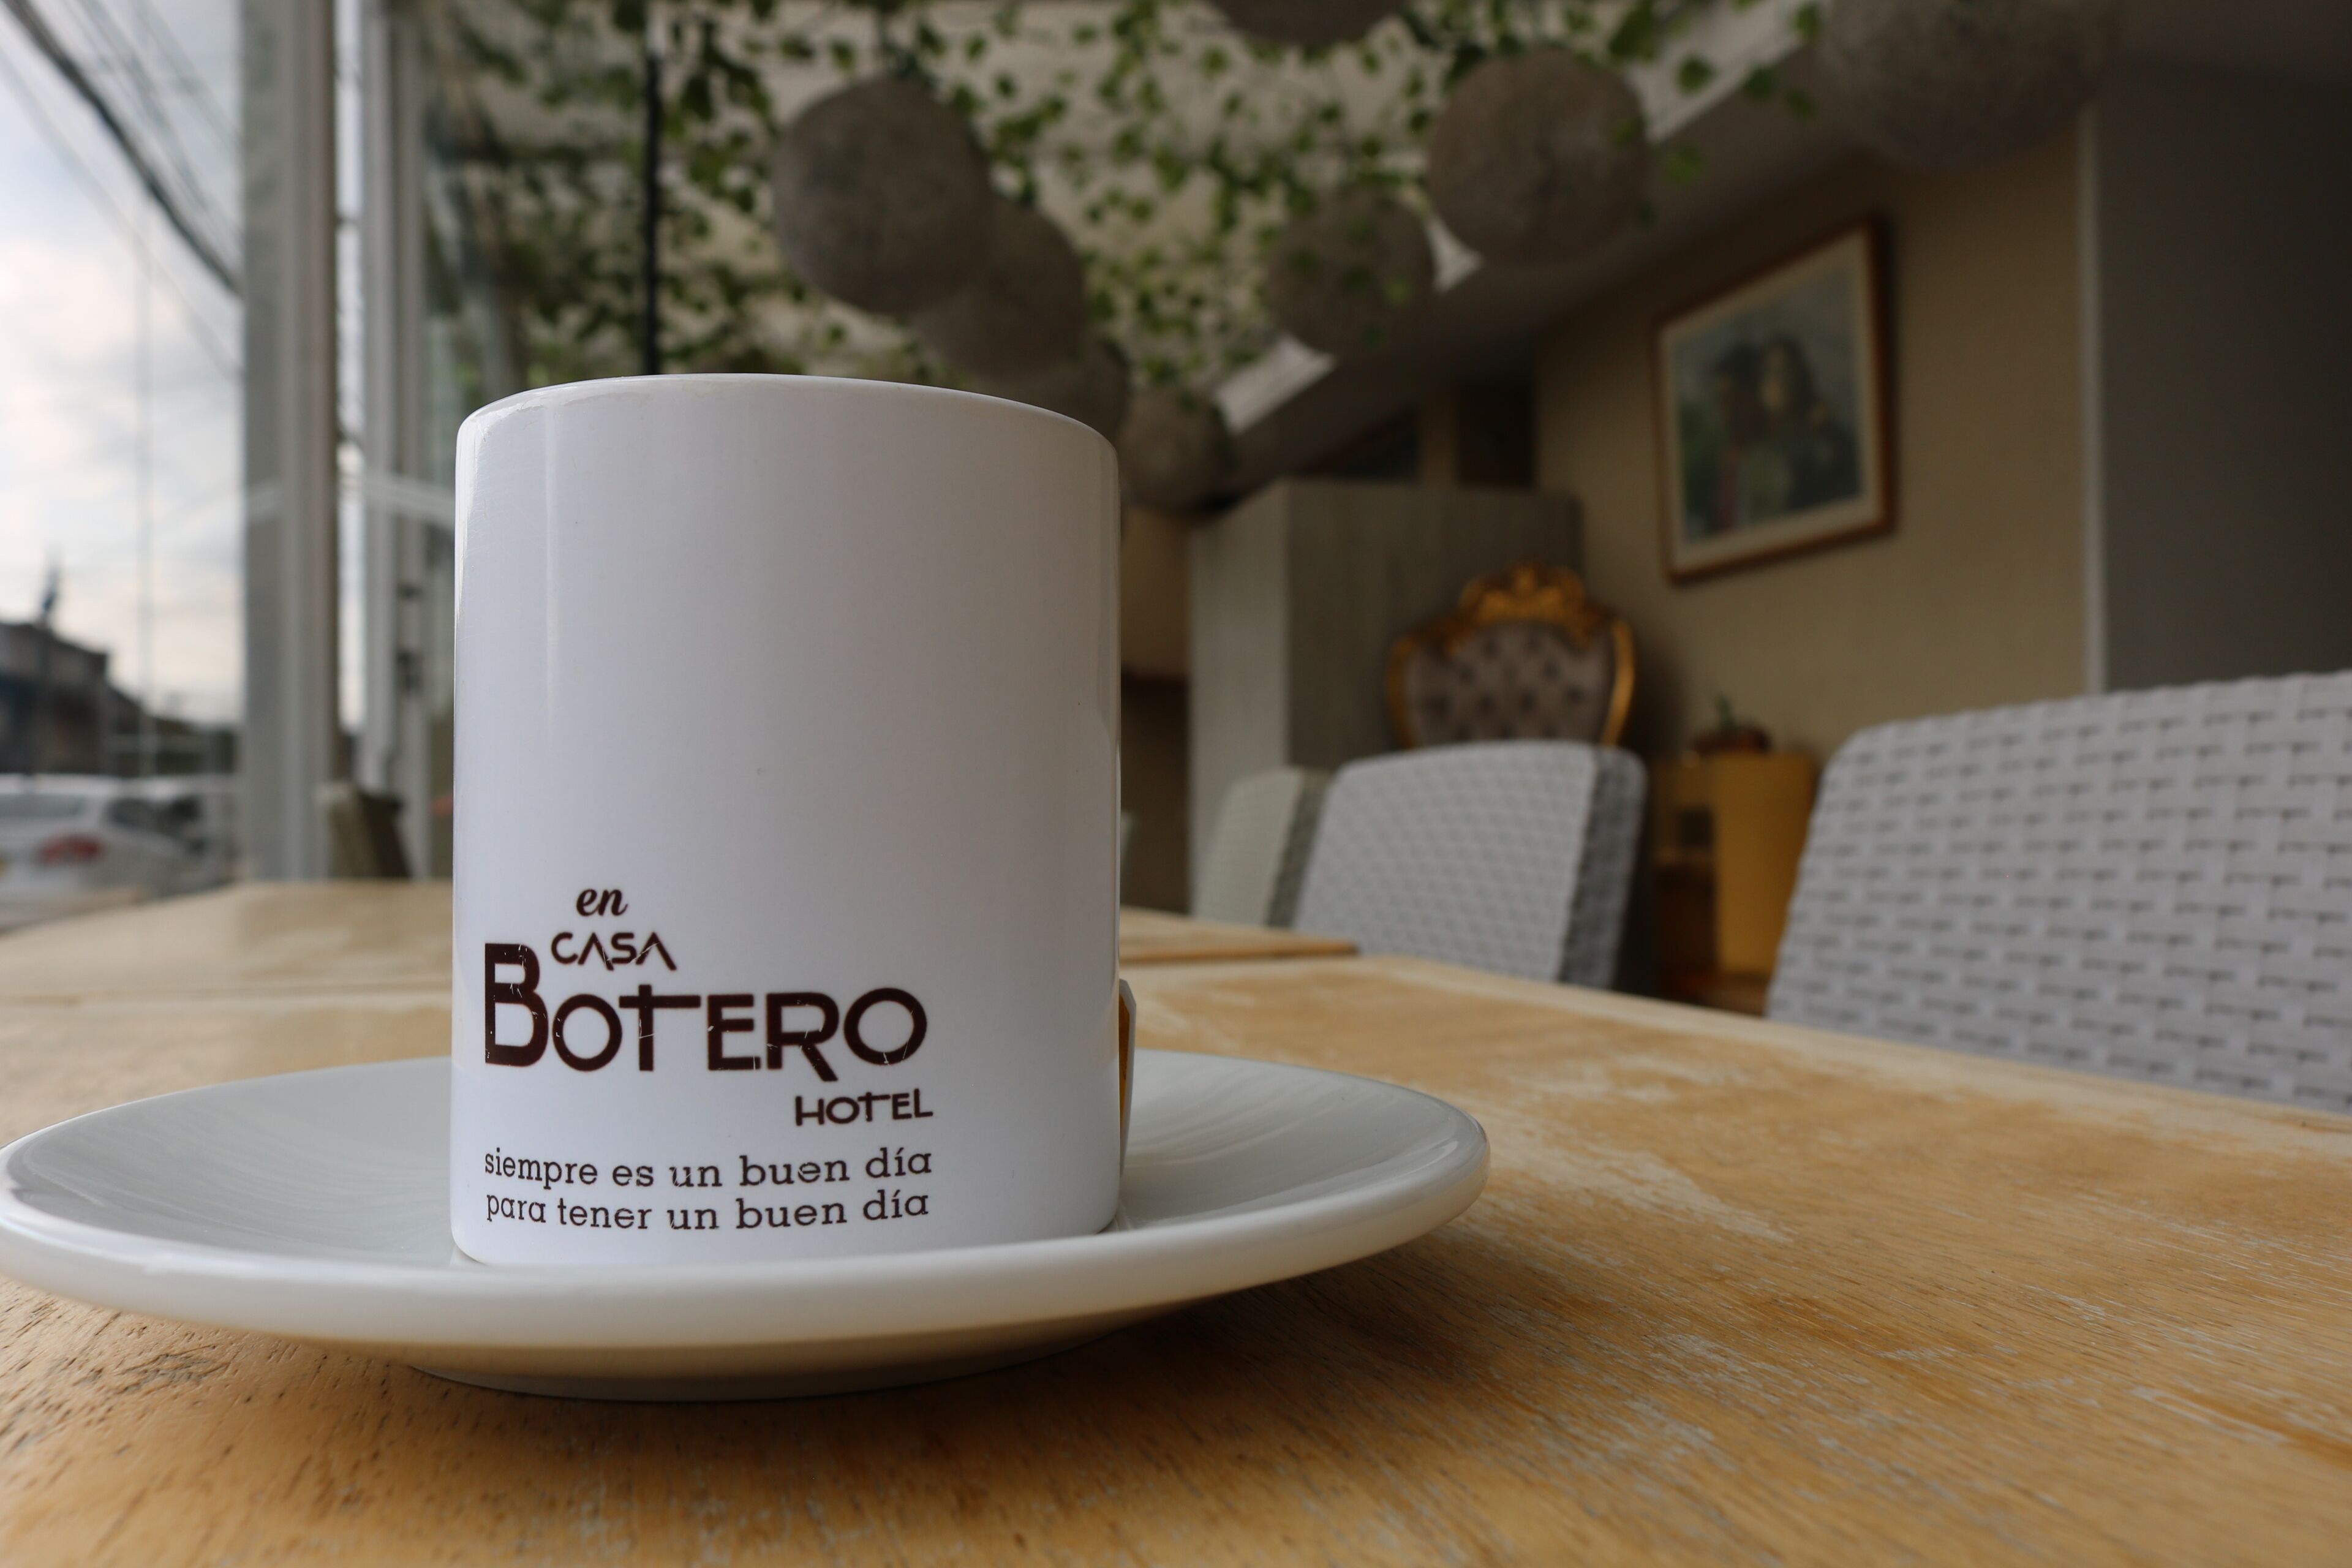 en
CASA
BOTERO
HOTEL
siempre es un buen día
para tener un buen día